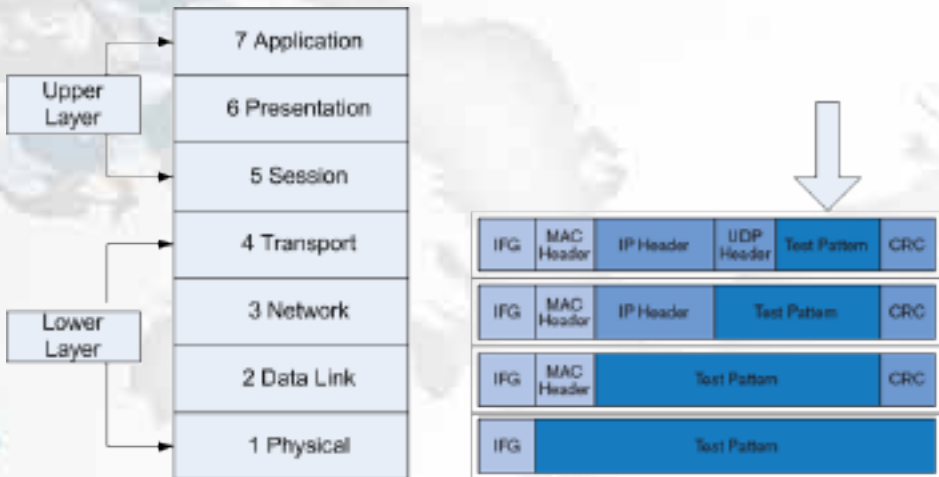 7 Application
Upper
Layer
6 Presentation
5 Session
4 Transport
3 Network
Lower
Layer
2 Data Link
1 Physical
IFG MAC Header IP Header UDP Header Test Pattern CRC
IFG MAC Header IP Header Test Pattern CRC
IFG MAC Header Test Pattern CRC
IFG Test Pattern